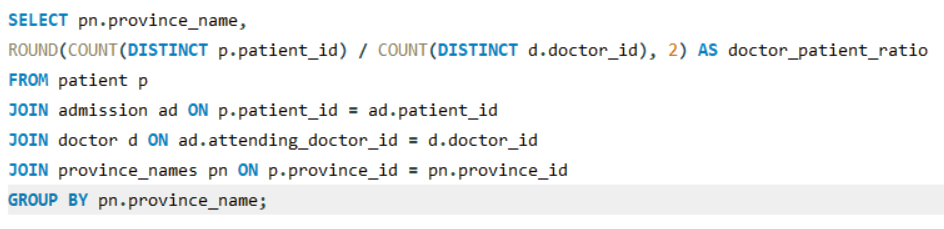 SELECT pn.province_name,
ROUND(COUNT(DISTINCT p.patient_id) / COUNT(DISTINCT d.doctor_id), 2) AS doctor_patient_ratio
FROM patient p
JOIN admission ad ON p.patient_id = ad.patient_id
JOIN doctor d ON ad.attending_doctor_id = d.doctor_id
JOIN province_names pn ON p.province_id = pn.province_id
GROUP BY pn.province_name;